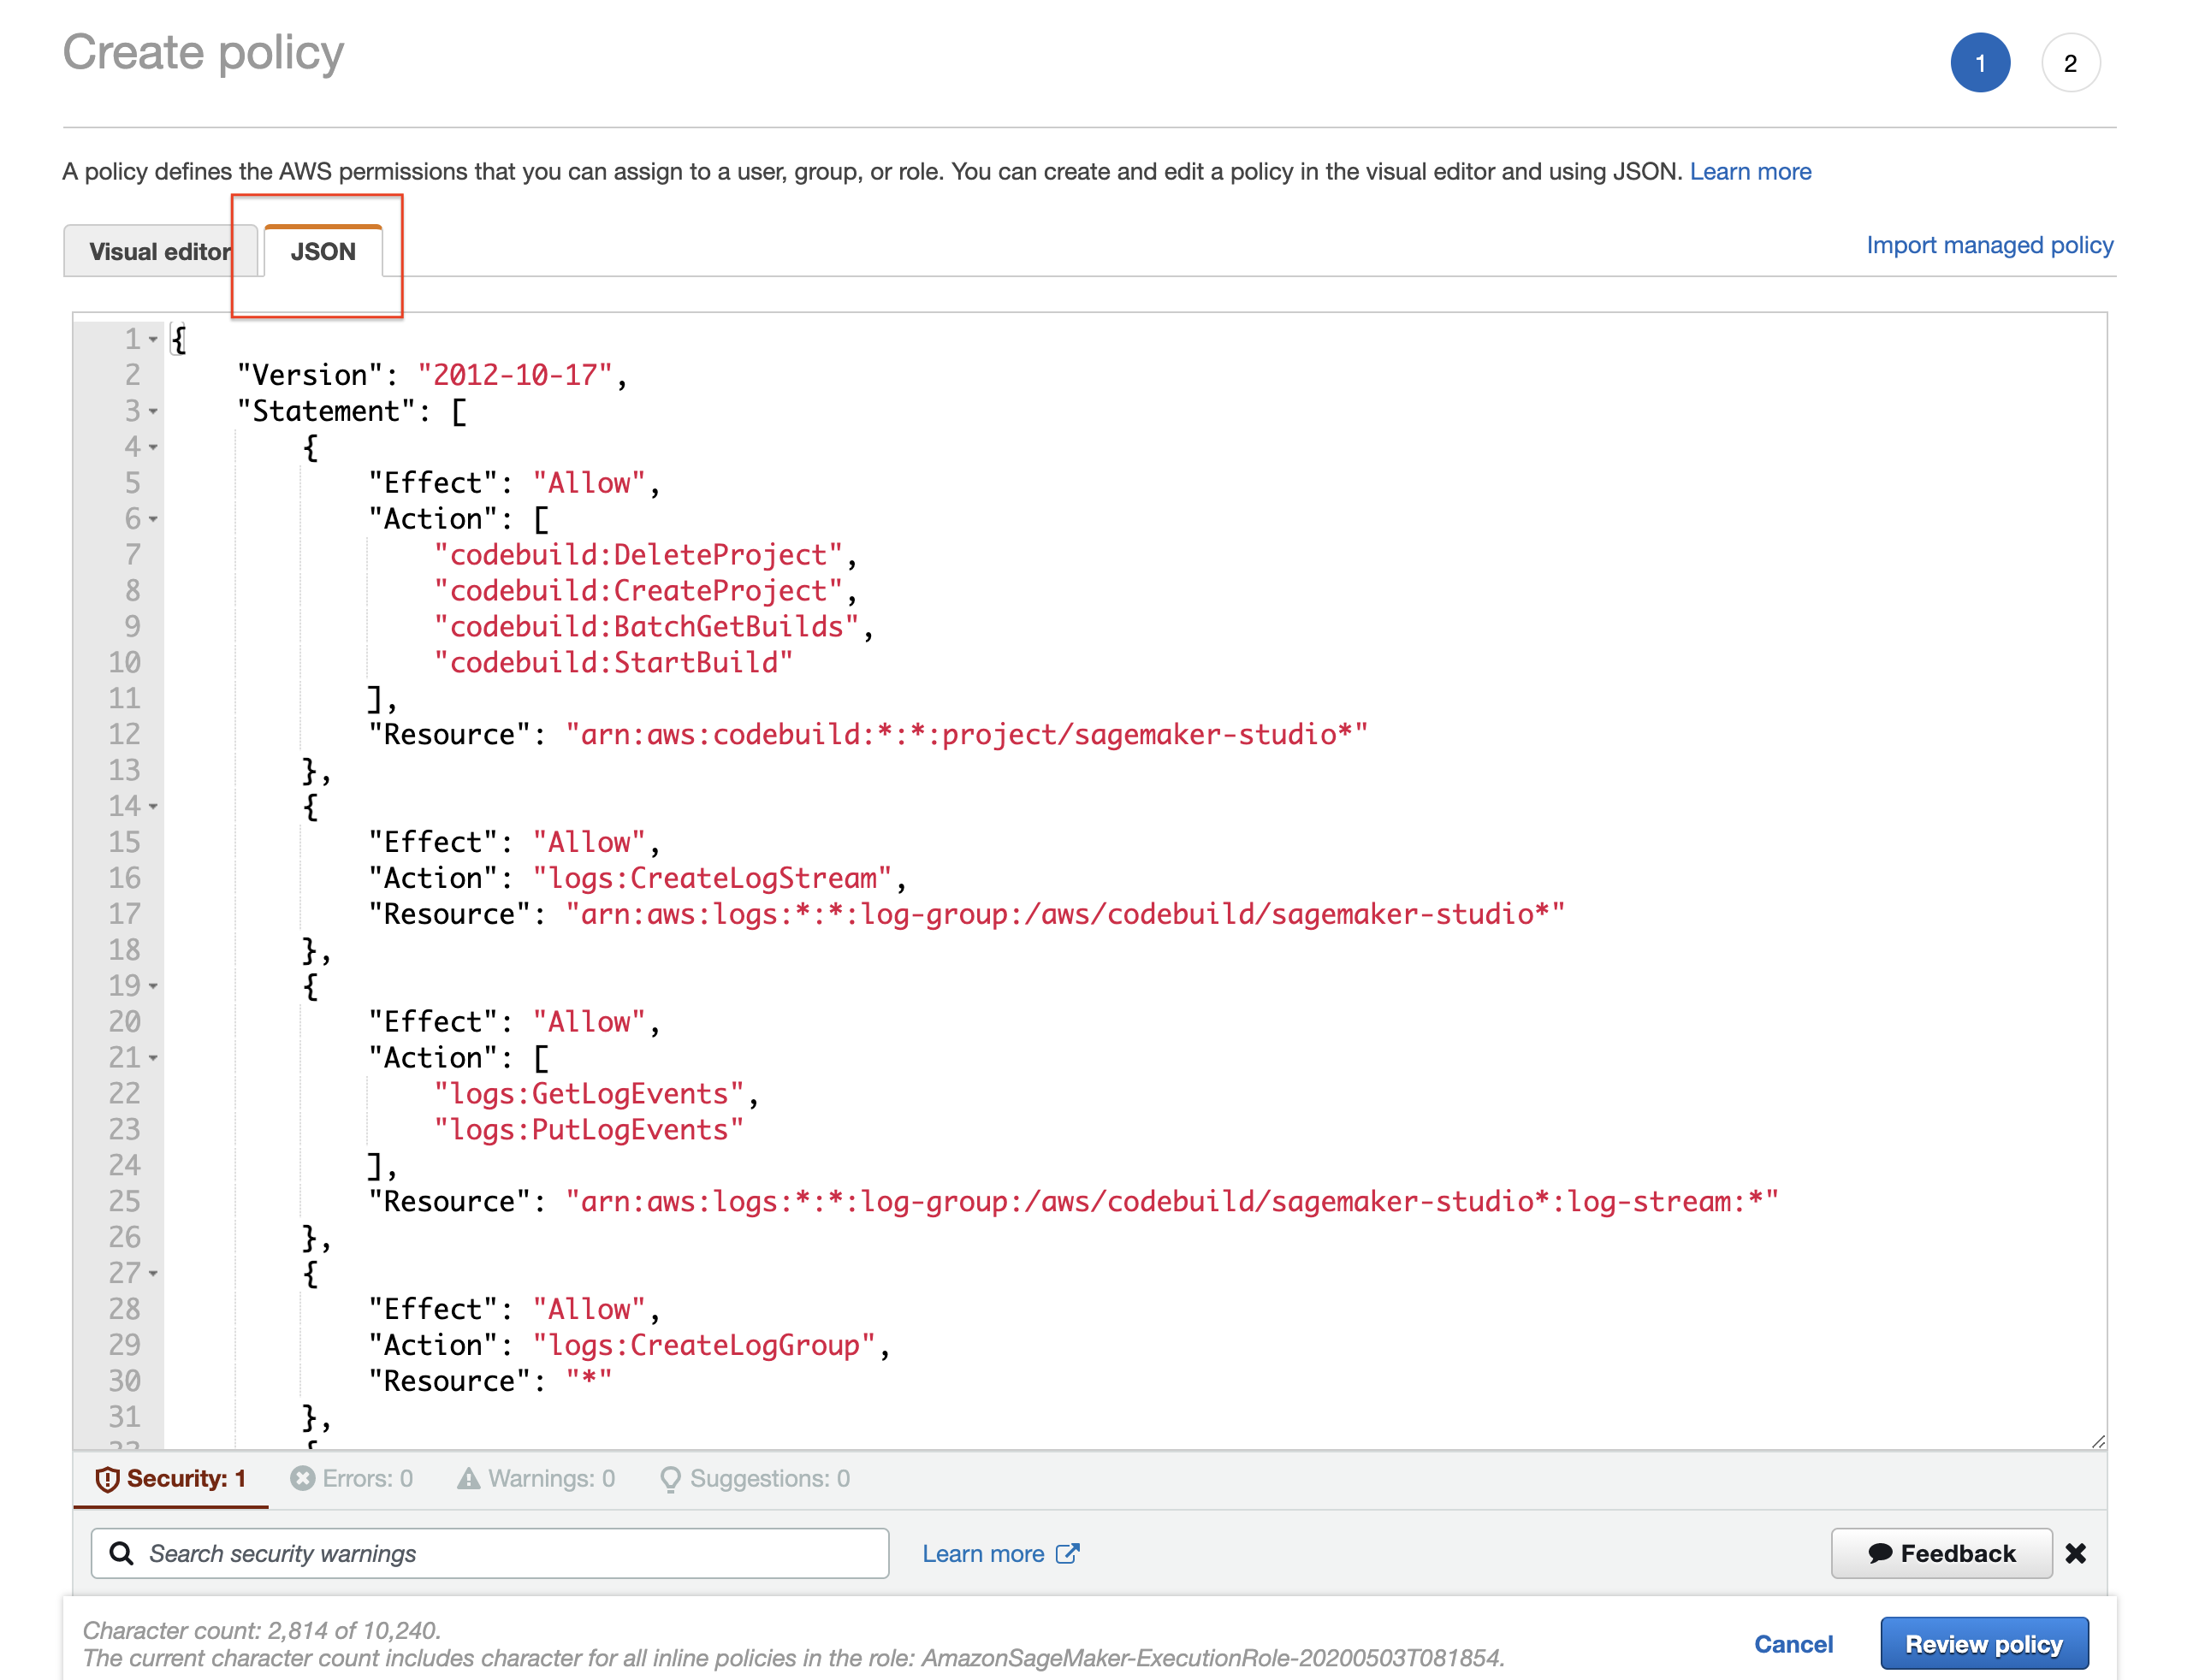 Create policy
1 2
A policy defines the AWS permissions that you can assign to a user, group, or role. You can create and edit a policy in the visual editor and using JSON. Learn more
Visual editor JSON Import managed policy
1 {
2 "Version": "2012-10-17",
3 "Statement": [
4 {
5 "Effect": "Allow",
6 "Action": [
7 "codebuild:DeleteProject",
8 "codebuild:CreateProject",
9 "codebuild:BatchGetBuilds",
10 "codebuild:StartBuild"
11 ],
12 "Resource": "arn:aws:codebuild:*:*:project/sagemaker-studio*"
13 },
14 {
15 "Effect": "Allow",
16 "Action": "logs:CreateLogStream",
17 "Resource": "arn:aws:logs:*:*:log-group:/aws/codebuild/sagemaker-studio*"
18 },
19 {
20 "Effect": "Allow",
21 "Action": [
22 "logs:GetLogEvents",
23 "logs:PutLogEvents"
24 ],
25 "Resource": "arn:aws:logs:*:*:log-group:/aws/codebuild/sagemaker-studio*:log-stream:*"
26 },
27 {
28 "Effect": "Allow",
29 "Action": "logs:CreateLogGroup",
30 "Resource": "*"
31 },
Security: 1 Errors: 0 Warnings: 0 Suggestions: 0
Search security warnings Learn more Feedback
Character count: 2,814 of 10,240.
The current character count includes character for all inline policies in the role: AmazonSageMaker-ExecutionRole-20200503T081854.
Cancel Review policy